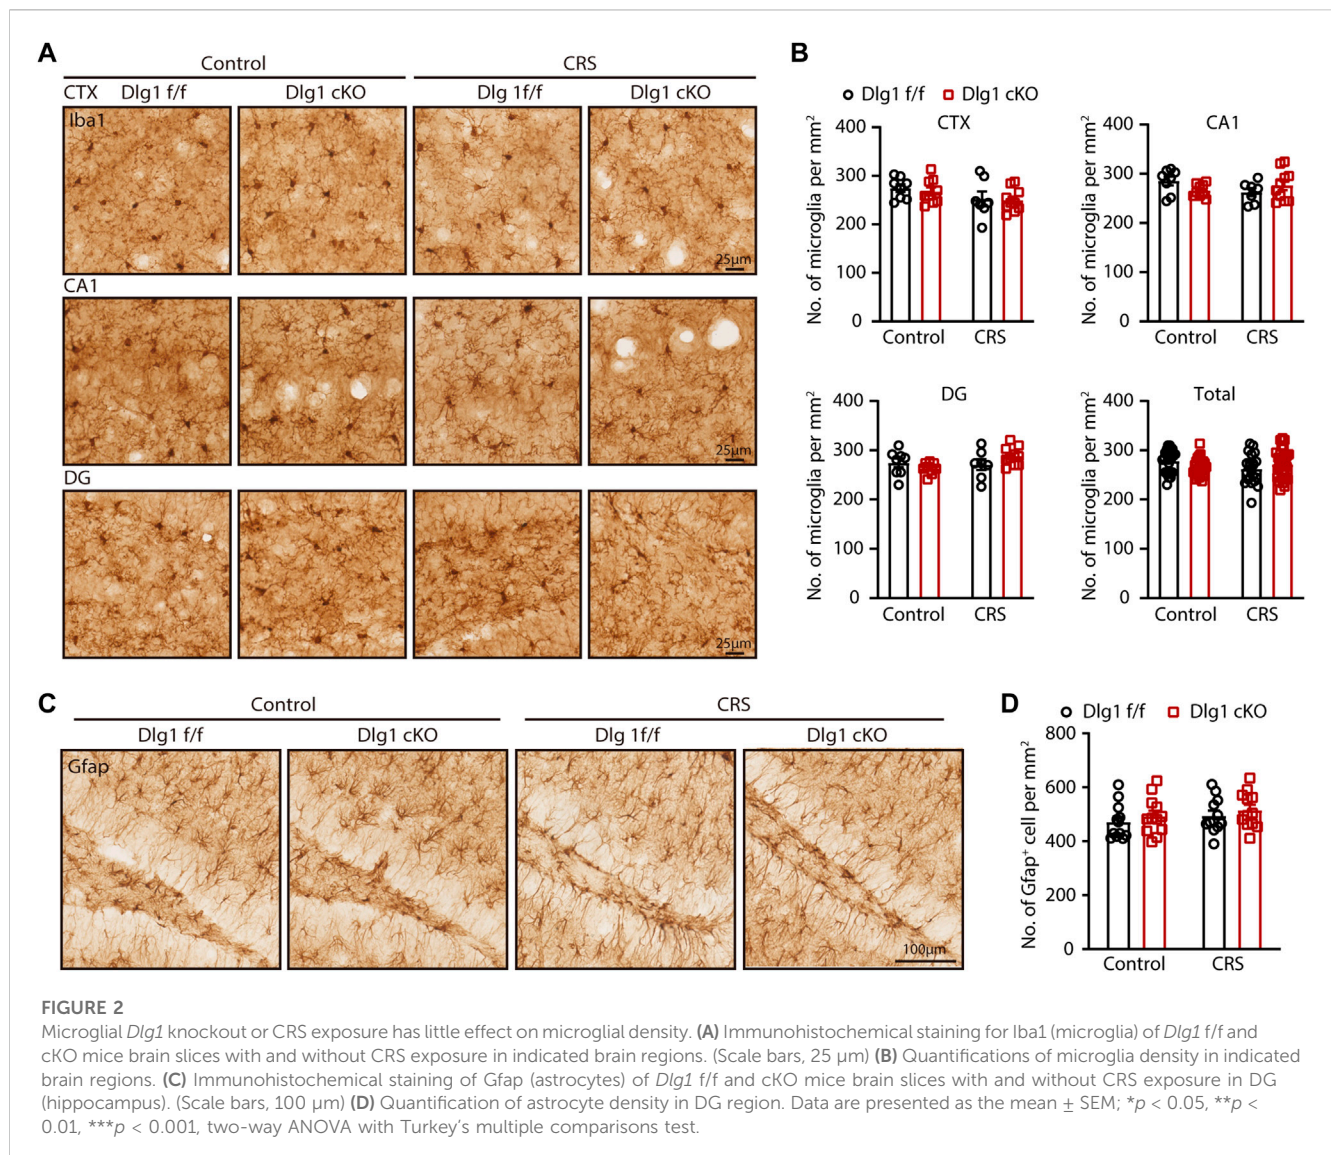 A
Control CRS
CTX Dlg1 f/f Dlg1 cKO Dlg 1f/f Dlg1 cKO
Iba1
25μm
CA1
25μm
DG
25μm
B
Dlg1 f/f Dlg1 cKO
CTX
No. of microglia per mm²
400
300
200
100
0
Control CRS
CA1
No. of microglia per mm²
400
300
200
100
0
Control CRS
DG
No. of microglia per mm²
400
300
200
100
0
Control CRS
Total
No. of microglia per mm²
400
300
200
100
0
Control CRS
C
Control CRS
Dlg1 f/f Dlg1 cKO Dlg 1f/f Dlg1 cKO
Gfap
100μm
D
Dlg1 f/f Dlg1 cKO
No. of Gfap⁺ cell per mm²
800
600
400
200
0
Control CRS
FIGURE 2
Microglial Dlg1 knockout or CRS exposure has little effect on microglial density. (A) Immunohistochemical staining for Iba1 (microglia) of Dlg1 f/f and
cKO mice brain slices with and without CRS exposure in indicated brain regions. (Scale bars, 25 μm) (B) Quantifications of microglia density in indicated
brain regions. (C) Immunohistochemical staining of Gfap (astrocytes) of Dlg1 f/f and cKO mice brain slices with and without CRS exposure in DG
(hippocampus). (Scale bars, 100 μm) (D) Quantification of astrocyte density in DG region. Data are presented as the mean ± SEM; *p < 0.05, **p <
0.01, ***p < 0.001, two-way ANOVA with Turkey's multiple comparisons test.